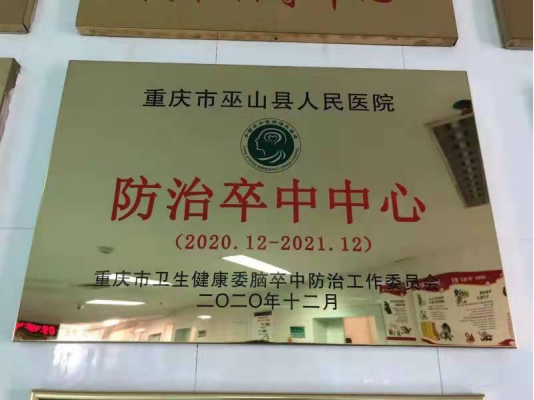 重庆市巫山县人民医院
防治卒中中心
（2020.12-2021.12）
重庆市卫生健康委脑卒中防治工作委员会
二〇二〇年十二月